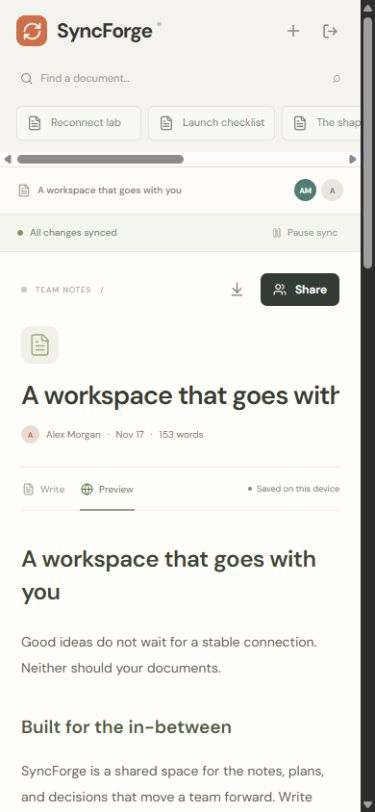 SyncForge
Find a document...
Reconnect lab
Launch checklist
The shap
A workspace that goes with you
AM
A
All changes synced
Pause sync
TEAM NOTES /
Share
A workspace that goes with
A
Alex Morgan · Nov 17 · 153 words
Write
Preview
Saved on this device
A workspace that goes with
you
Good ideas do not wait for a stable connection.
Neither should your documents.
Built for the in-between
SyncForge is a shared space for the notes, plans,
and decisions that move a team forward. Write